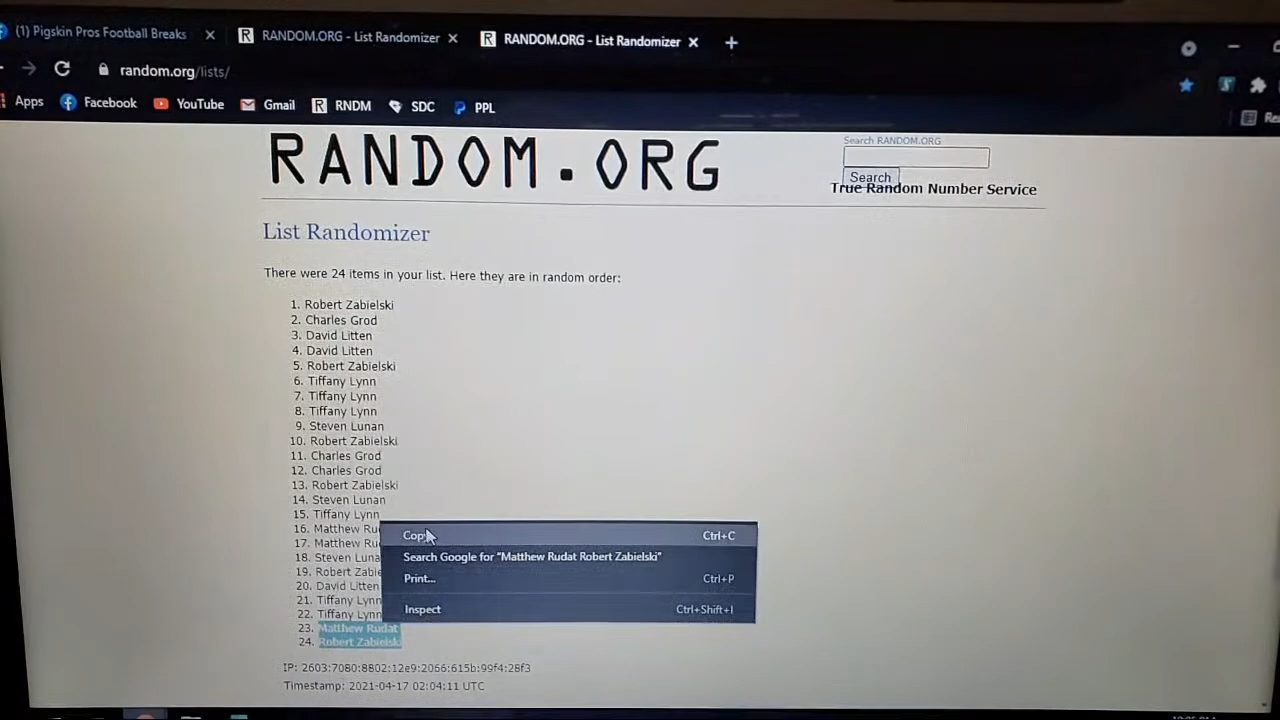 (1) Pigskin Pros Football Breaks
RANDOM.ORG - List Randomizer
RANDOM.ORG - List Randomizer
random.org/lists/
Apps
Facebook
YouTube
Gmail
R RNDM
SDC
PPL
RANDOM.ORG
Search RANDOM.ORG
Search
True Random Number Service
List Randomizer
There were 24 items in your list. Here they are in random order:
1. Robert Zabielski
2. Charles Grod
3. David Litten
4. David Litten
5. Robert Zabielski
6. Tiffany Lynn
7. Tiffany Lynn
8. Tiffany Lynn
9. Steven Lunan
10. Robert Zabielski
11. Charles Grod
12. Charles Grod
13. Robert Zabielski
14. Steven Lunan
15. Tiffany Lynn
16. Matthew Ru
17. Matthew Ru
18. Steven Luna
19. Robert Zabie
20. David Litten
21. Tiffany Lynn
22. Tiffany Lynn
23. Matthew Rudat
24. Robert Zabielski
Copy Ctrl+C
Search Google for "Matthew Rudat Robert Zabielski"
Print... Ctrl+P
Inspect Ctrl+Shift+I
IP: 2603:7080:8802:12e9:2066:615b:99f4:28f3
Timestamp: 2021-04-17 02:04:11 UTC